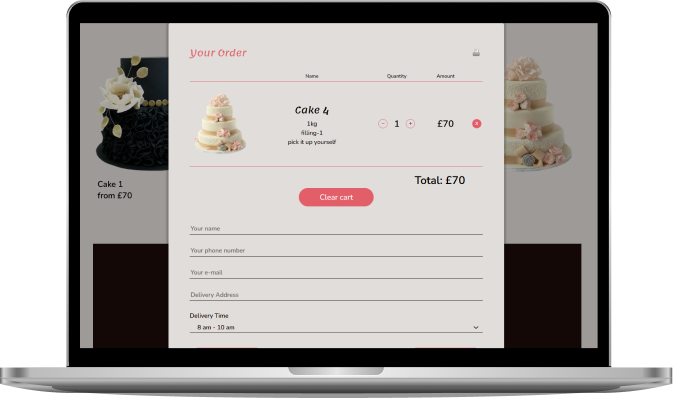 Your Order
Name
Quantity
Amount
Cake 4
1kg
filling-1
pick it up yourself
- 1 +
£70
x
Total: £70
Clear cart
Cake 1
from £70
Your name
Your phone number
Your e-mail
Delivery Address
Delivery Time
8 am - 10 am